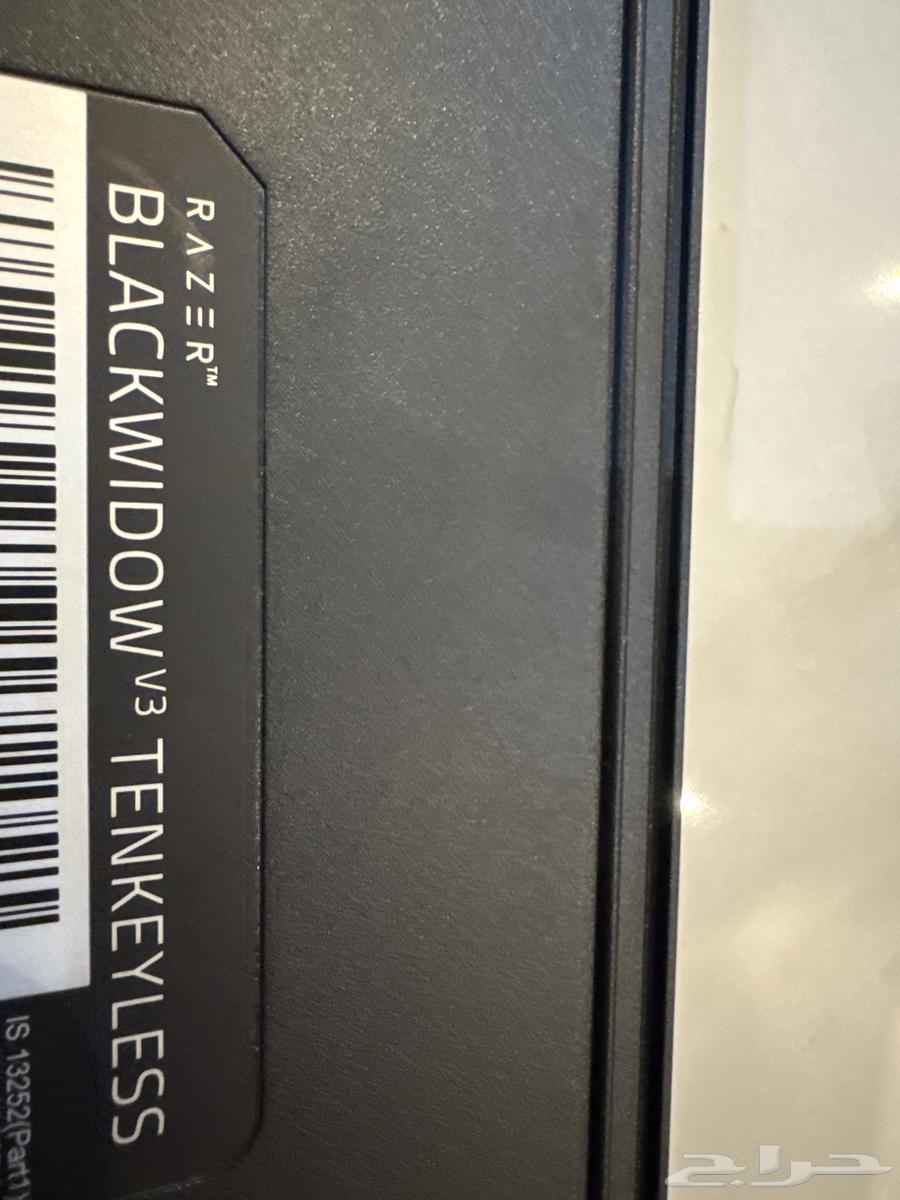 RAZER™
BLACKWIDOW V3 TENKEYLESS
IS 13252(Part1)
حراج